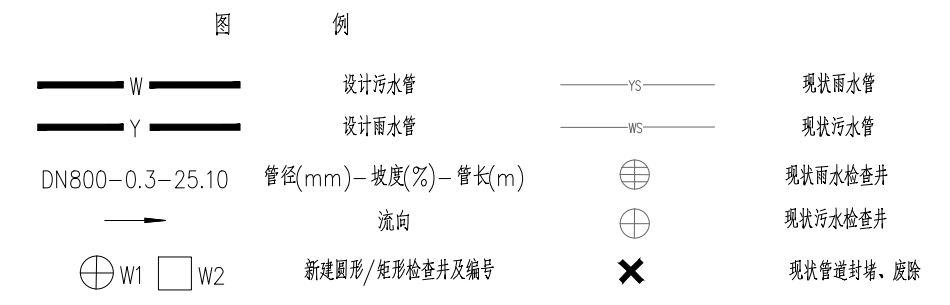 图 例
W 设计污水管 YS 现状雨水管
Y 设计雨水管 WS 现状污水管
DN800-0.3-25.10 管径(mm)-坡度(%)-管长(m) 现状雨水检查井
流向 现状污水检查井
W1 W2 新建圆形/矩形检查井及编号 现状管道封堵、废除